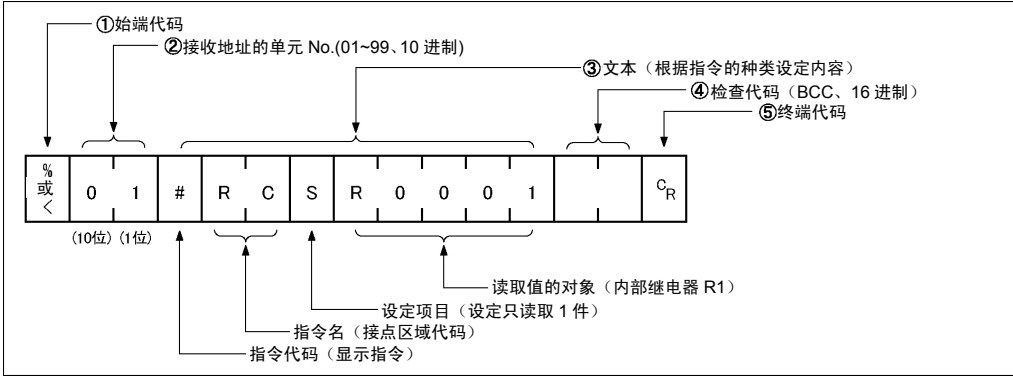 ①始端代码
②接收地址的单元 No.(01~99、10 进制)
③文本（根据指令的种类设定内容）
④检查代码（BCC、16 进制）
⑤终端代码
% 或 < 0 1 # R C S R 0 0 0 1 CR
(10位) (1位)
读取值的对象（内部继电器 R1）
设定项目（设定只读取 1 件）
指令名（接点区域代码）
指令代码（显示指令）